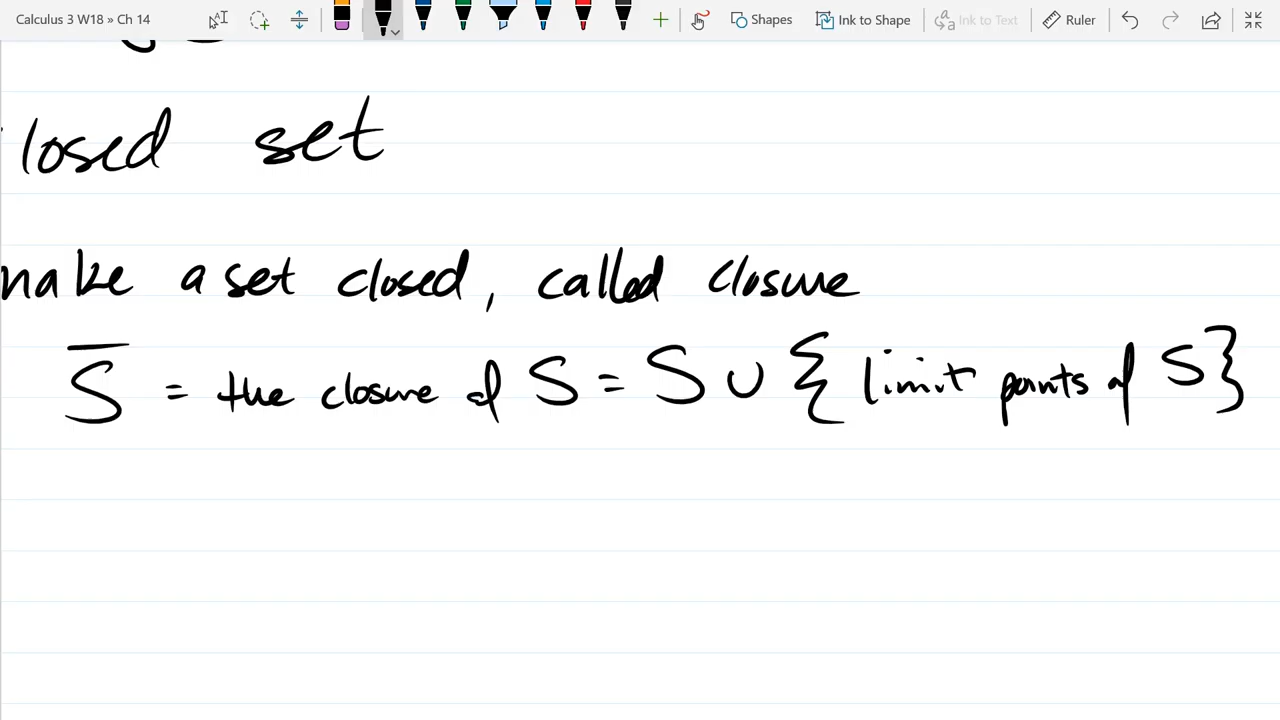 Calculus 3 W18 » Ch 14
Shapes Ink to Shape Ink to Text Ruler
losed set
make a set closed, called closure
S̅ = the closure of S = S ∪ { limit points of S }